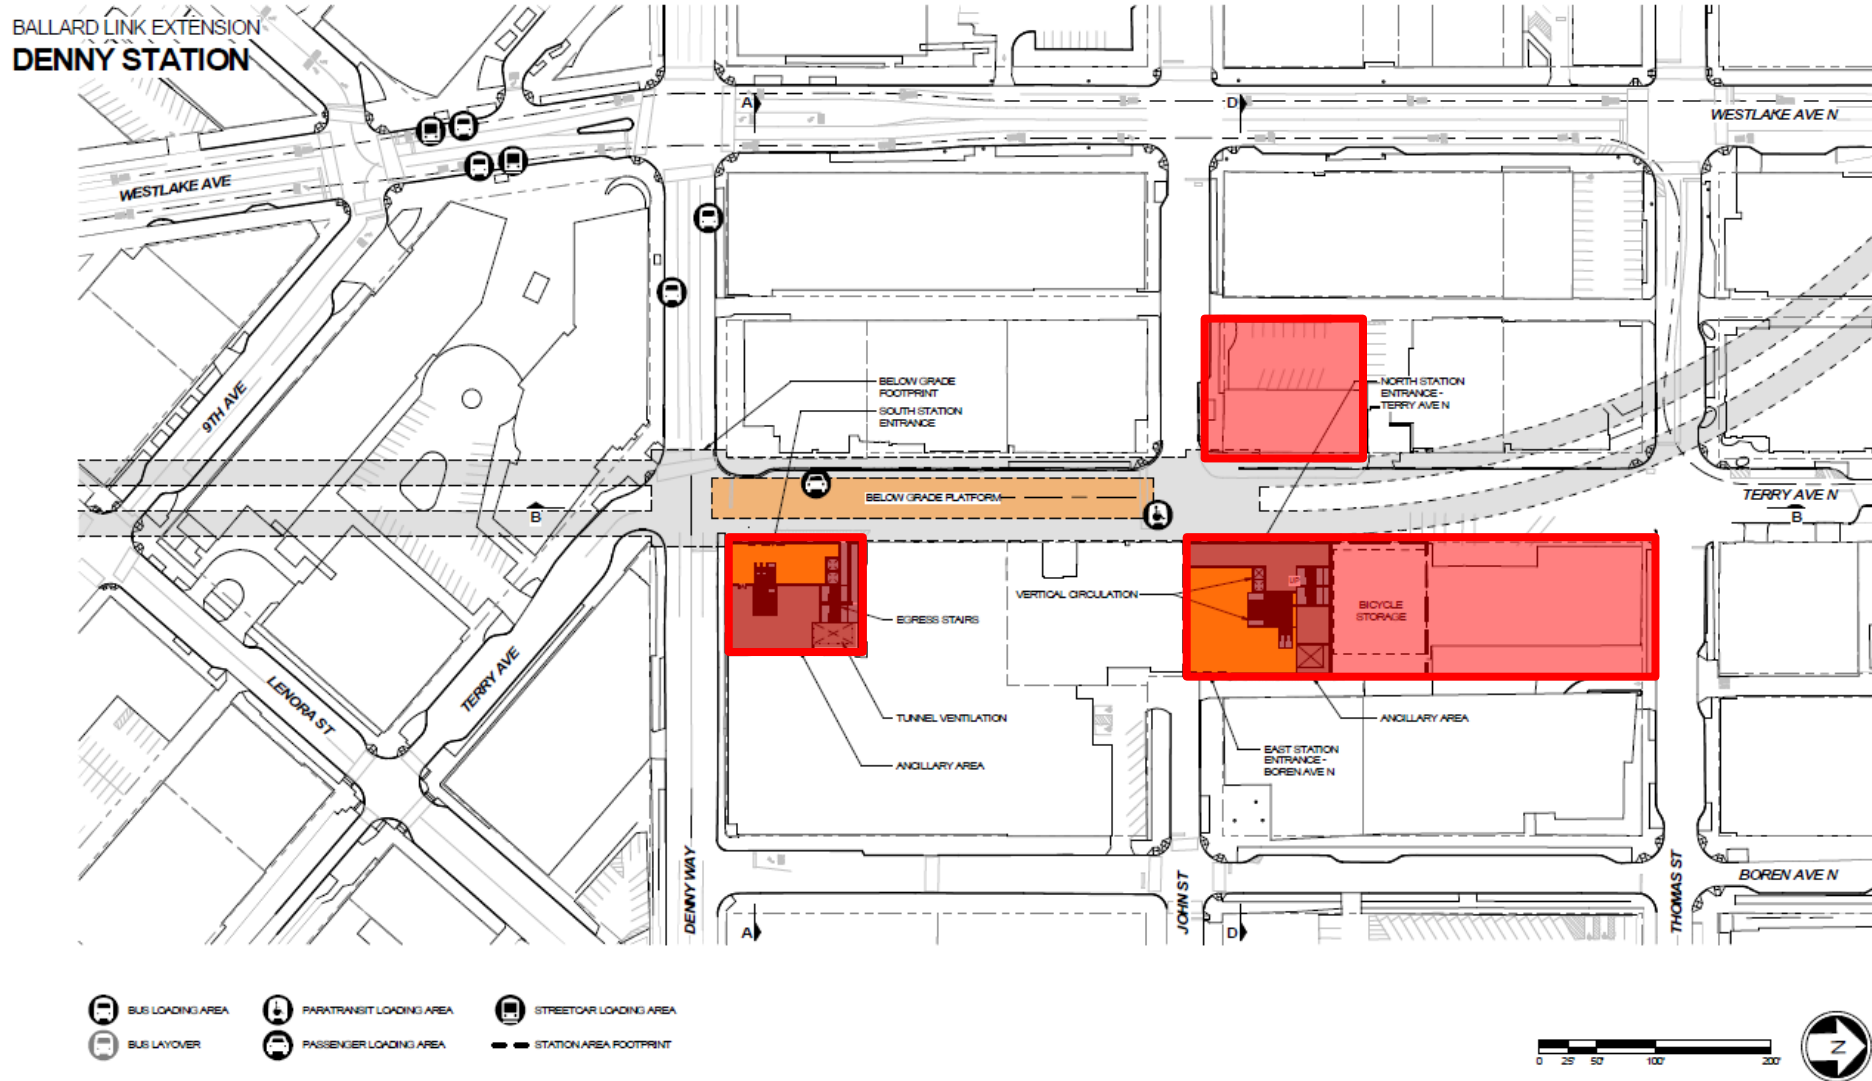 BALLARD LINK EXTENSION
DENNY STATION
A
D
WESTLAKE AVE N
WESTLAKE AVE
9TH AVE
BELOW GRADE
FOOTPRINT
SOUTH STATION
ENTRANCE
NORTH STATION
ENTRANCE -
TERRY AVE N
BELOW GRADE PLATFORM
TERRY AVE N
B
B
VERTICAL CIRCULATION
UP
BICYCLE
STORAGE
EGRESS STAIRS
LENORA ST
TERRY AVE
TUNNEL VENTILATION
ANCILLARY AREA
ANCILLARY AREA
EAST STATION
ENTRANCE -
BOREN AVE N
DENNY WAY
JOHN ST
THOMAS ST
BOREN AVE N
A
D
BUS LOADING AREA
PARATRANSIT LOADING AREA
STREETCAR LOADING AREA
BUS LAYOVER
PASSENGER LOADING AREA
STATION AREA FOOTPRINT
0 25' 50' 100' 200'
N